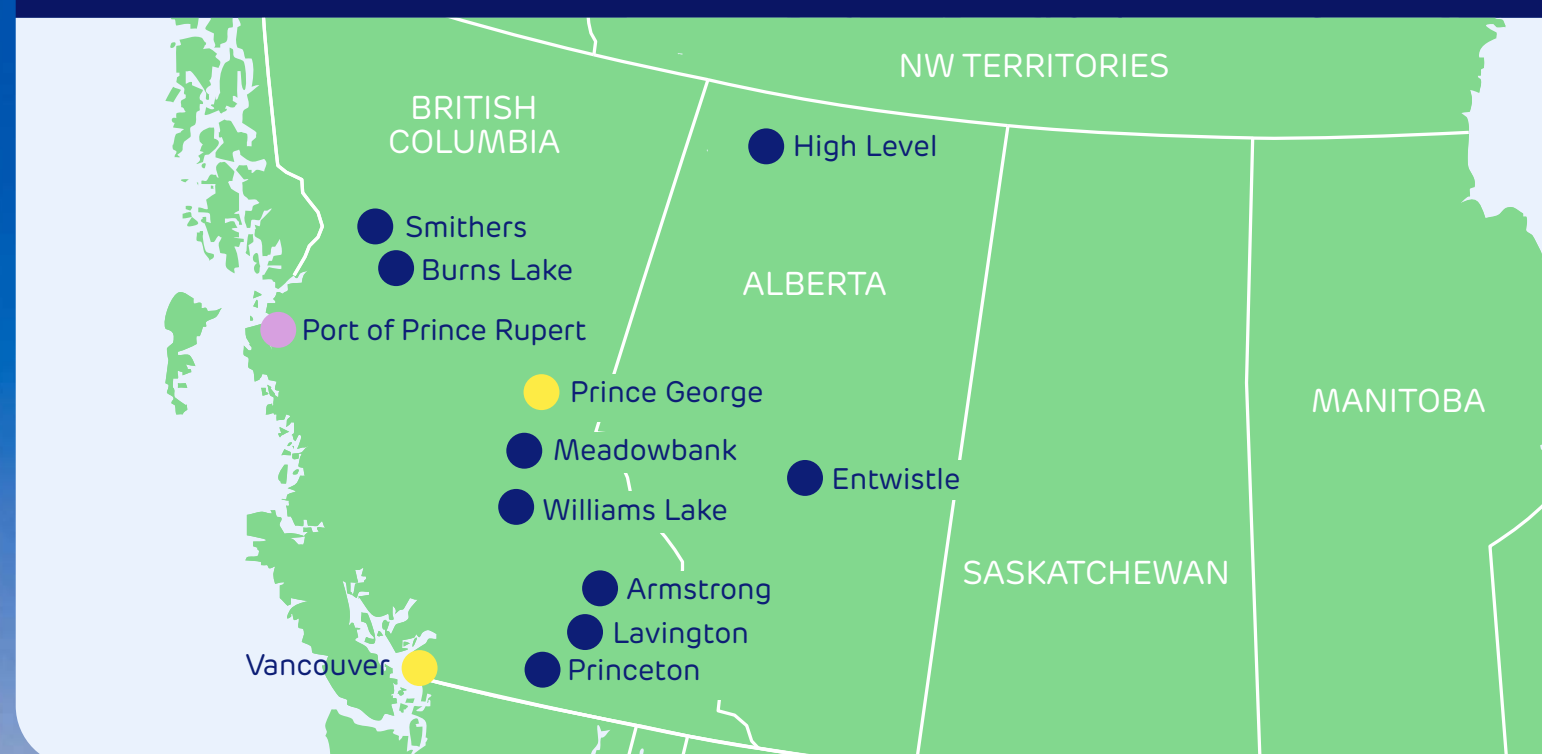 NW TERRITORIES
BRITISH
COLUMBIA
High Level
Smithers
Burns Lake
ALBERTA
Port of Prince Rupert
Prince George
MANITOBA
Meadowbank
Entwistle
Williams Lake
SASKATCHEWAN
Armstrong
Lavington
Vancouver
Princeton